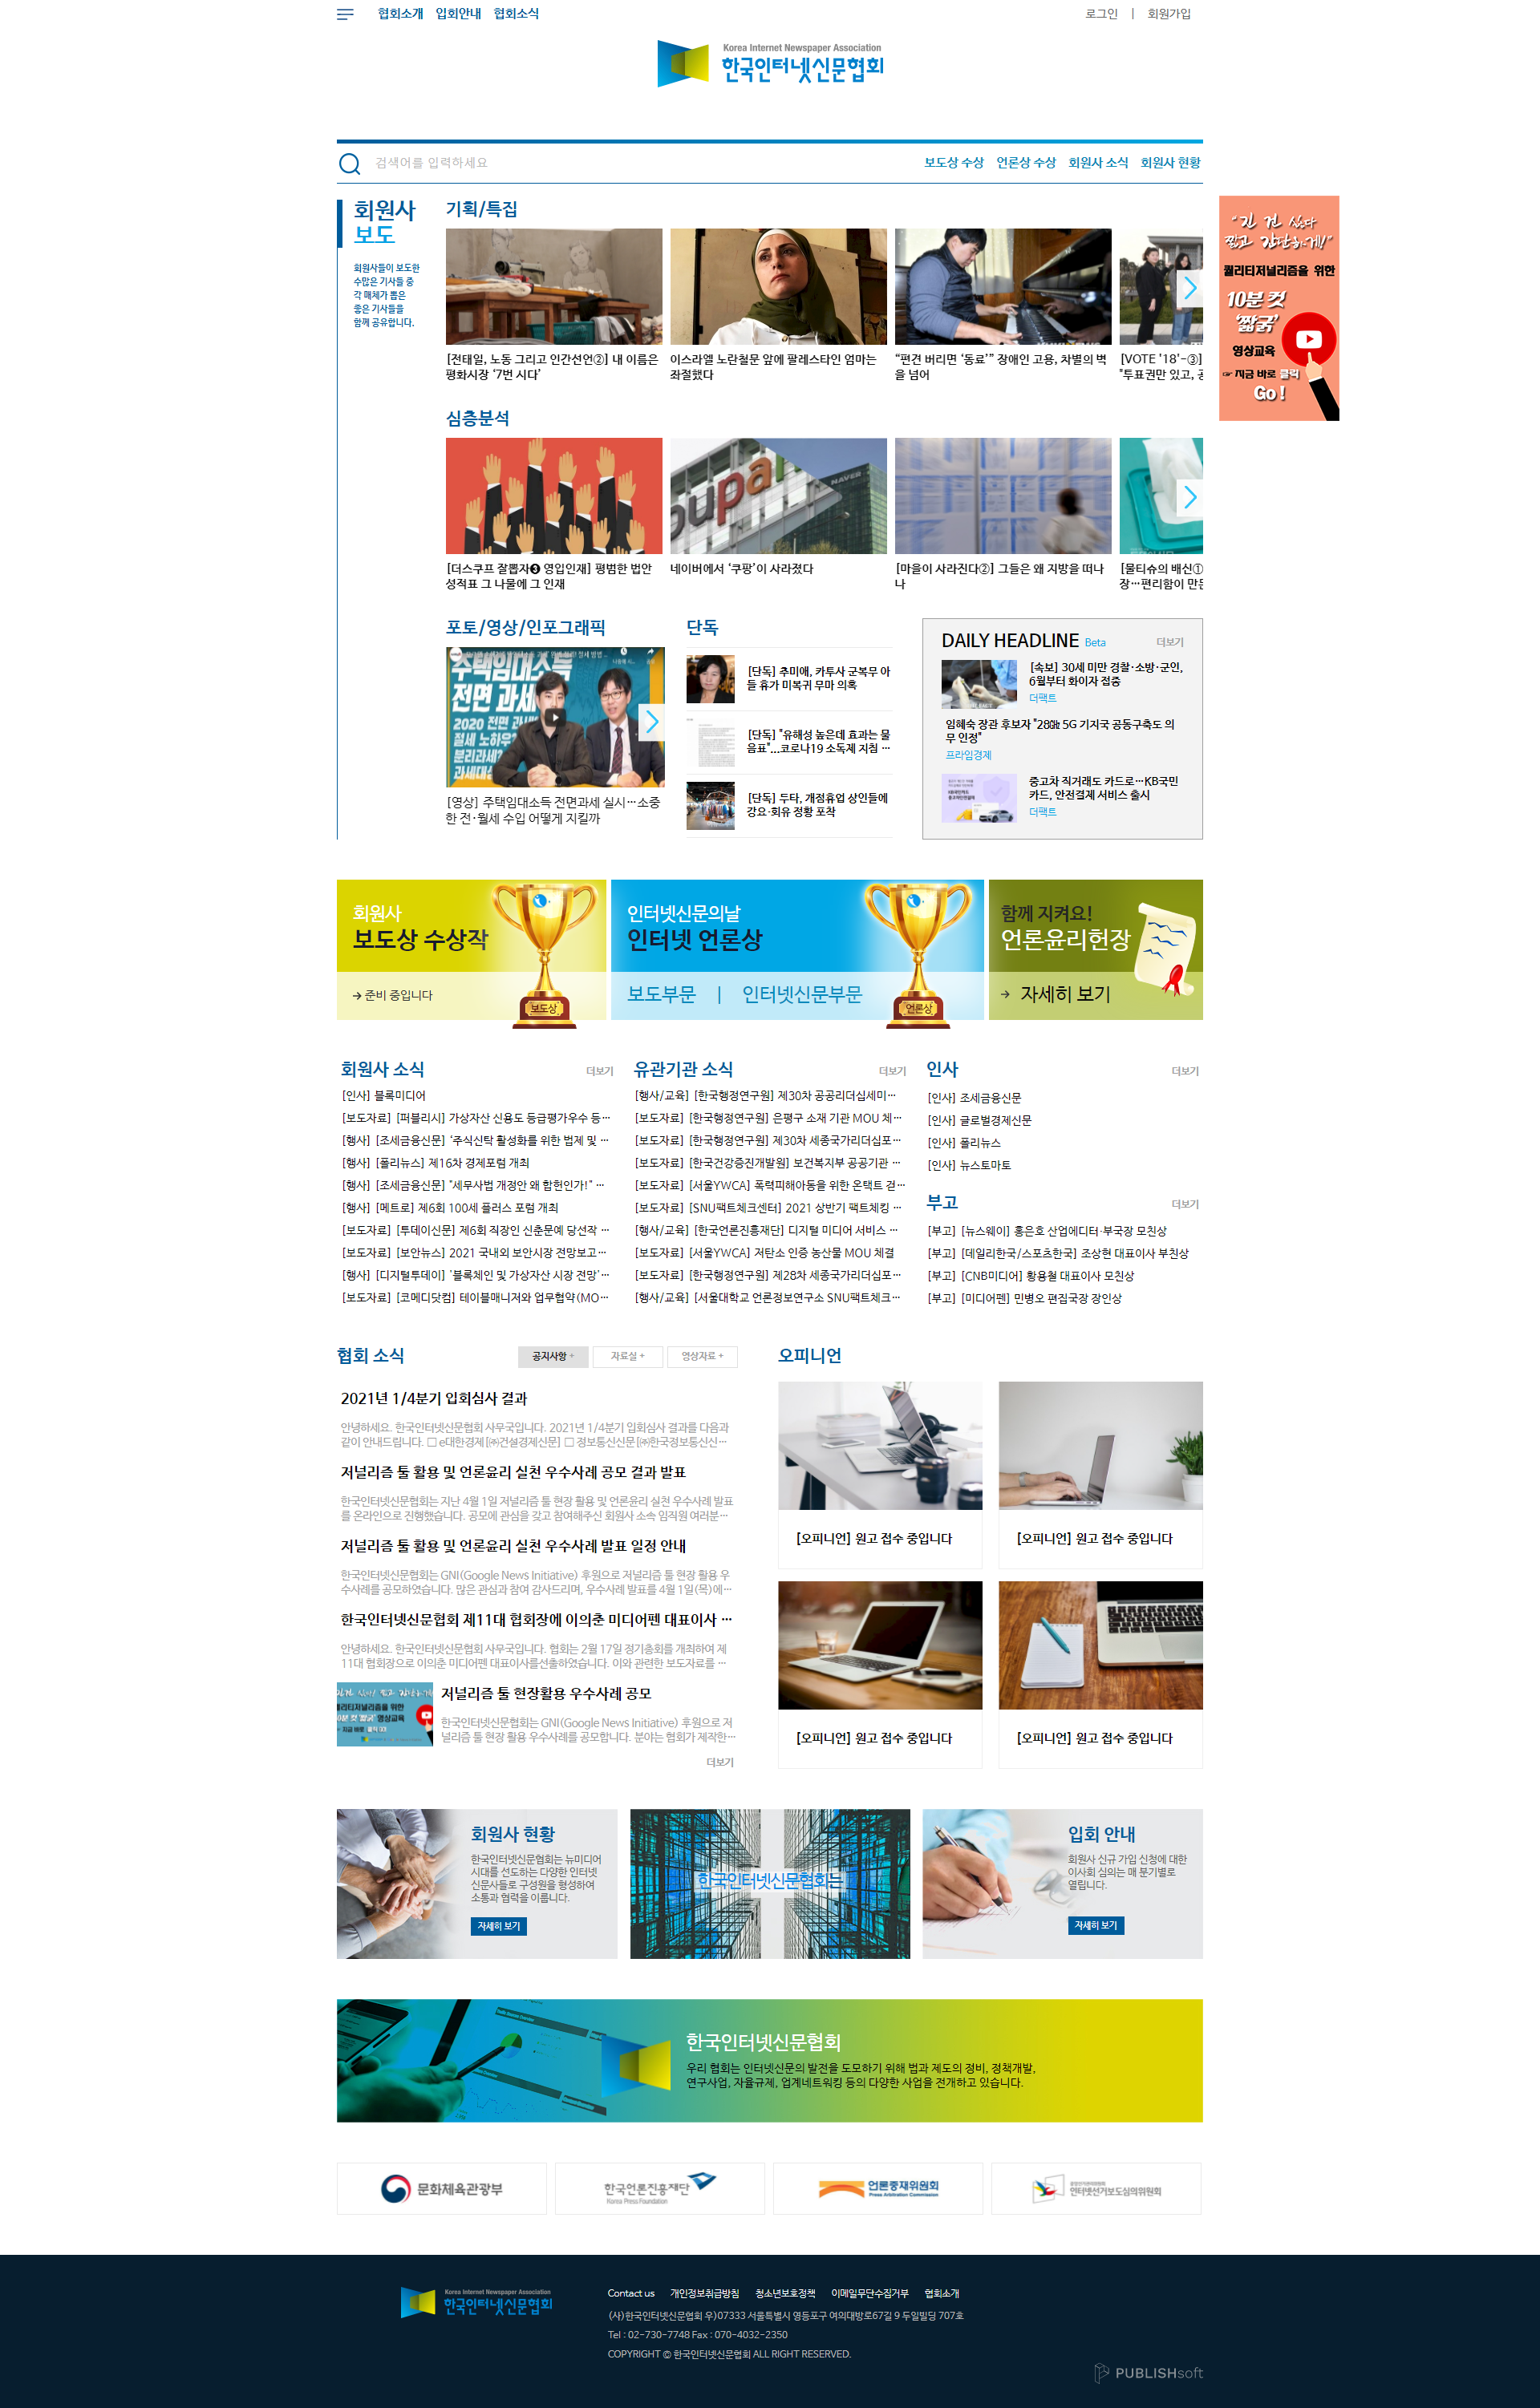 협회소개 입회안내 협회소식
로그인 | 회원가입
Korea Internet Newspaper Association
한국인터넷신문협회
검색어를 입력하세요
보도상 수상 언론상 수상 회원사 소식 회원사 현황
회원사
보도
회원사들이 보도한
수많은 기사들 중
각 매체가 뽑은
좋은 기사들을
함께 공유합니다.
기획/특집
[전태일, 노동 그리고 인간선언②] 내 이름은
평화시장 ‘7번 시다’
이스라엘 노란철문 앞에 팔레스타인 엄마는
좌절했다
“편견 버리면 ‘동료’” 장애인 고용, 차별의 벽
을 넘어
[VOTE '18'-③]
"투표권만 있고, 공
“긴 건 싫다
짧고 강단하게!”
퀄리티저널리즘을 위한
10분 컷
‘짧굵’
영상교육
☞ 지금 바로 클릭
Go !
심층분석
oupa
NAVER
[더스쿠프 잘뽑자❸ 영입인재] 평범한 법안
성적표 그 나물에 그 인재
네이버에서 ‘쿠팡’이 사라졌다
[마을이 사라진다②] 그들은 왜 지방을 떠나
나
[물티슈의 배신①
장…편리함이 만든
포토/영상/인포그래픽
주택임대소득
전면 과세
2020 전면 과세
절세 노하우
분리과세?
과세대상
[영상] 주택임대소득 전면과세 실시…소중
한 전·월세 수입 어떻게 지킬까
단독
[단독] 추미애, 카투사 군복무 아
들 휴가 미복귀 무마 의혹
[단독] "유해성 높은데 효과는 물
음표"...코로나19 소독제 지침 …
[단독] 두타, 개점휴업 상인들에
강요·회유 정황 포착
DAILY HEADLINE Beta
더보기
[속보] 30세 미만 경찰·소방·군인,
6월부터 화이자 접종
더팩트
임혜숙 장관 후보자 "28㎓ 5G 기지국 공동구축도 의
무 인정"
프라임경제
중고차 직거래도 카드로…KB국민
카드, 안전결제 서비스 출시
더팩트
회원사
보도상 수상작
→ 준비 중입니다
보도상
인터넷신문의날
인터넷 언론상
보도부문 | 인터넷신문부문
언론상
함께 지켜요!
언론윤리헌장
→ 자세히 보기
회원사 소식
더보기
[인사] 블록미디어
[보도자료] [퍼블리시] 가상자산 신용도 등급평가우수 등…
[행사] [조세금융신문] ‘주식신탁 활성화를 위한 법제 및 …
[행사] [폴리뉴스] 제16차 경제포럼 개최
[행사] [조세금융신문] "세무사법 개정안 왜 합헌인가!" …
[행사] [메트로] 제6회 100세 플러스 포럼 개최
[보도자료] [투데이신문] 제6회 직장인 신춘문예 당선작 …
[보도자료] [보안뉴스] 2021 국내외 보안시장 전망보고…
[행사] [디지털투데이] '블록체인 및 가상자산 시장 전망'…
[보도자료] [코메디닷컴] 테이블매니져와 업무협약(MO…
유관기관 소식
더보기
[행사/교육] [한국행정연구원] 제30차 공공리더십세미…
[보도자료] [한국행정연구원] 은평구 소재 기관 MOU 체…
[보도자료] [한국행정연구원] 제30차 세종국가리더십포…
[보도자료] [한국건강증진개발원] 보건복지부 공공기관 …
[보도자료] [서울YWCA] 폭력피해아동을 위한 온택트 걷…
[보도자료] [SNU팩트체크센터] 2021 상반기 팩트체킹 …
[행사/교육] [한국언론진흥재단] 디지털 미디어 서비스 …
[보도자료] [서울YWCA] 저탄소 인증 농산물 MOU 체결
[보도자료] [한국행정연구원] 제28차 세종국가리더십포…
[행사/교육] [서울대학교 언론정보연구소 SNU팩트체크…
인사
더보기
[인사] 조세금융신문
[인사] 글로벌경제신문
[인사] 폴리뉴스
[인사] 뉴스토마토
부고
더보기
[부고] [뉴스웨이] 홍은호 산업에디터·부국장 모친상
[부고] [데일리한국/스포츠한국] 조상현 대표이사 부친상
[부고] [CNB미디어] 황용철 대표이사 모친상
[부고] [미디어펜] 민병오 편집국장 장인상
협회 소식
공지사항 + 자료실 + 영상자료 +
2021년 1/4분기 입회심사 결과
안녕하세요. 한국인터넷신문협회 사무국입니다. 2021년 1/4분기 입회심사 결과를 다음과
같이 안내드립니다. □ e대한경제[㈜건설경제신문] □ 정보통신신문[㈜한국정보통신신…
저널리즘 툴 활용 및 언론윤리 실천 우수사례 공모 결과 발표
한국인터넷신문협회는 지난 4월 1일 저널리즘 툴 현장 활용 및 언론윤리 실천 우수사례 발표
를 온라인으로 진행했습니다. 공모에 관심을 갖고 참여해주신 회원사 소속 임직원 여러분…
저널리즘 툴 활용 및 언론윤리 실천 우수사례 발표 일정 안내
한국인터넷신문협회는 GNI(Google News Initiative) 후원으로 저널리즘 툴 현장 활용 우
수사례를 공모하였습니다. 많은 관심과 참여 감사드리며, 우수사례 발표를 4월 1일(목)에…
한국인터넷신문협회 제11대 협회장에 이의춘 미디어펜 대표이사 …
안녕하세요. 한국인터넷신문협회 사무국입니다. 협회는 2월 17일 정기총회를 개최하여 제
11대 협회장으로 이의춘 미디어펜 대표이사를선출하였습니다. 이와 관련한 보도자료를 …
저널리즘 툴 현장활용 우수사례 공모
한국인터넷신문협회는 GNI(Google News Initiative) 후원으로 저
널리즘 툴 현장 활용 우수사례를 공모합니다. 분야는 협회가 제작한…
더보기
오피니언
[오피니언] 원고 접수 중입니다
[오피니언] 원고 접수 중입니다
[오피니언] 원고 접수 중입니다
[오피니언] 원고 접수 중입니다
회원사 현황
한국인터넷신문협회는 뉴미디어
시대를 선도하는 다양한 인터넷
신문사들로 구성원을 형성하여
소통과 협력을 이룹니다.
자세히 보기
한국인터넷신문협회는
입회 안내
회원사 신규 가입 신청에 대한
이사회 심의는 매 분기별로
열립니다.
자세히 보기
한국인터넷신문협회
우리 협회는 인터넷신문의 발전을 도모하기 위해 법과 제도의 정비, 정책개발,
연구사업, 자율규제, 업계네트워킹 등의 다양한 사업을 전개하고 있습니다.
문화체육관광부
한국언론진흥재단
Korea Press Foundation
언론중재위원회
Press Arbitration Commission
인터넷선거보도심의위원회
Korea Internet Newspaper Association
한국인터넷신문협회
Contact us 개인정보취급방침 청소년보호정책 이메일무단수집거부 협회소개
(사)한국인터넷신문협회 우)07333 서울특별시 영등포구 여의대방로67길 9 두일빌딩 707호
Tel : 02-730-7748 Fax : 070-4032-2350
COPYRIGHT © 한국인터넷신문협회 ALL RIGHT RESERVED.
PUBLISHsoft